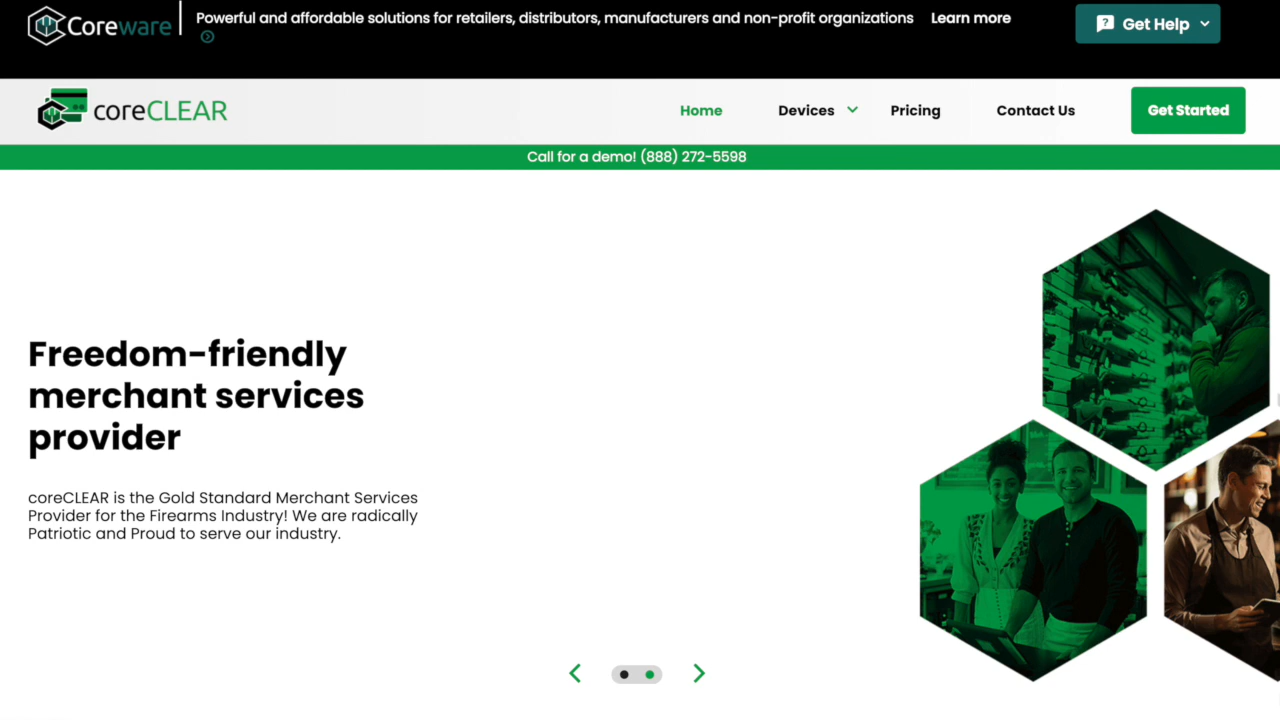 Coreware
Powerful and affordable solutions for retailers, distributors, manufacturers and non-profit organizations Learn more
Get Help
coreCLEAR
Home Devices Pricing Contact Us Get Started
Call for a demo! (888) 272-5598
Freedom-friendly
merchant services
provider
coreCLEAR is the Gold Standard Merchant Services
Provider for the Firearms Industry! We are radically
Patriotic and Proud to serve our industry.